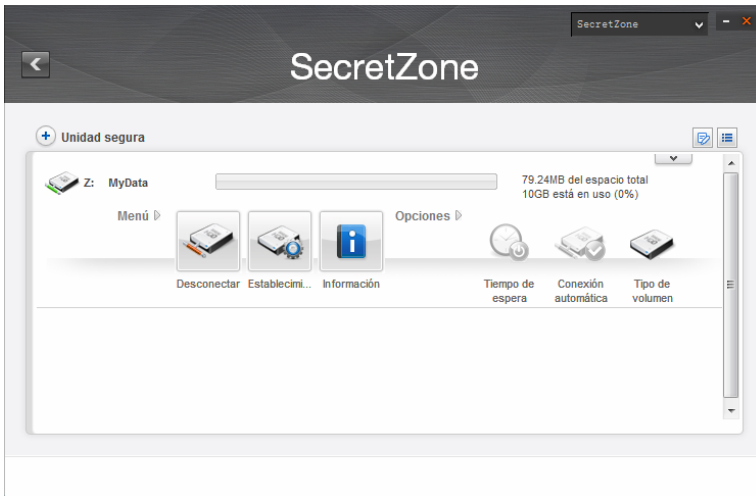 SecretZone
SecretZone
Unidad segura
Z: MyData
79.24MB del espacio total
10GB está en uso (0%)
Menú
Opciones
Desconectar
Establecimi...
Información
Tiempo de
espera
Conexión
automática
Tipo de
volumen